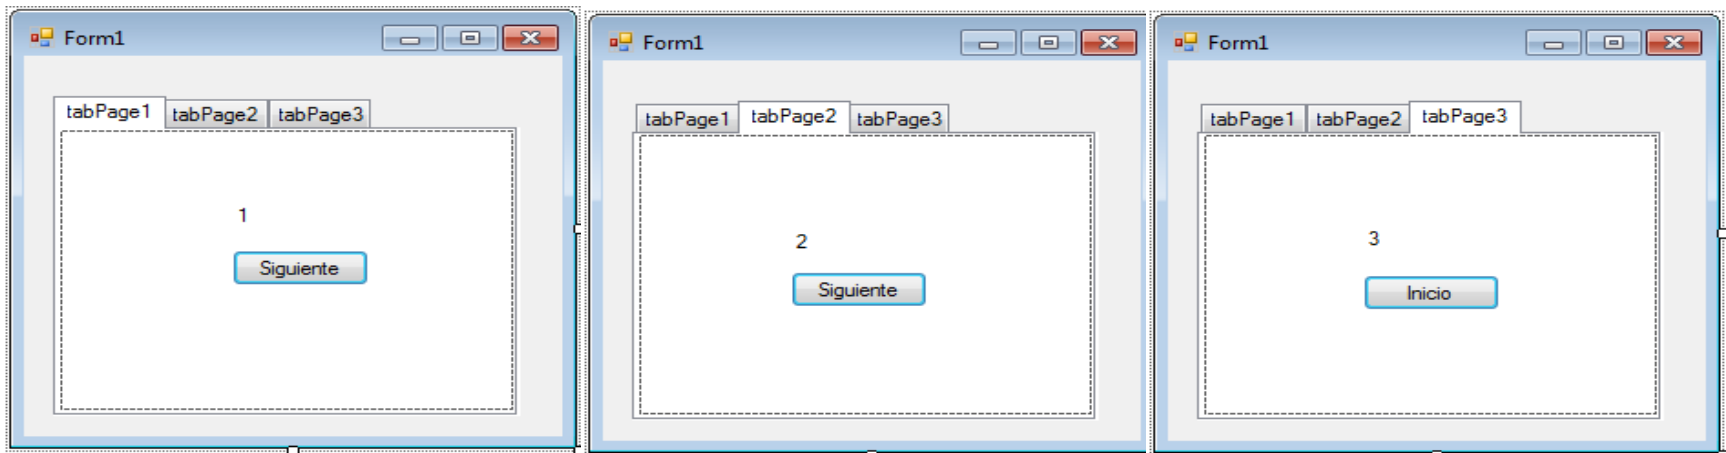 Form1
tabPage1 tabPage2 tabPage3
1
Siguiente
Form1
tabPage1 tabPage2 tabPage3
2
Siguiente
Form1
tabPage1 tabPage2 tabPage3
3
Inicio